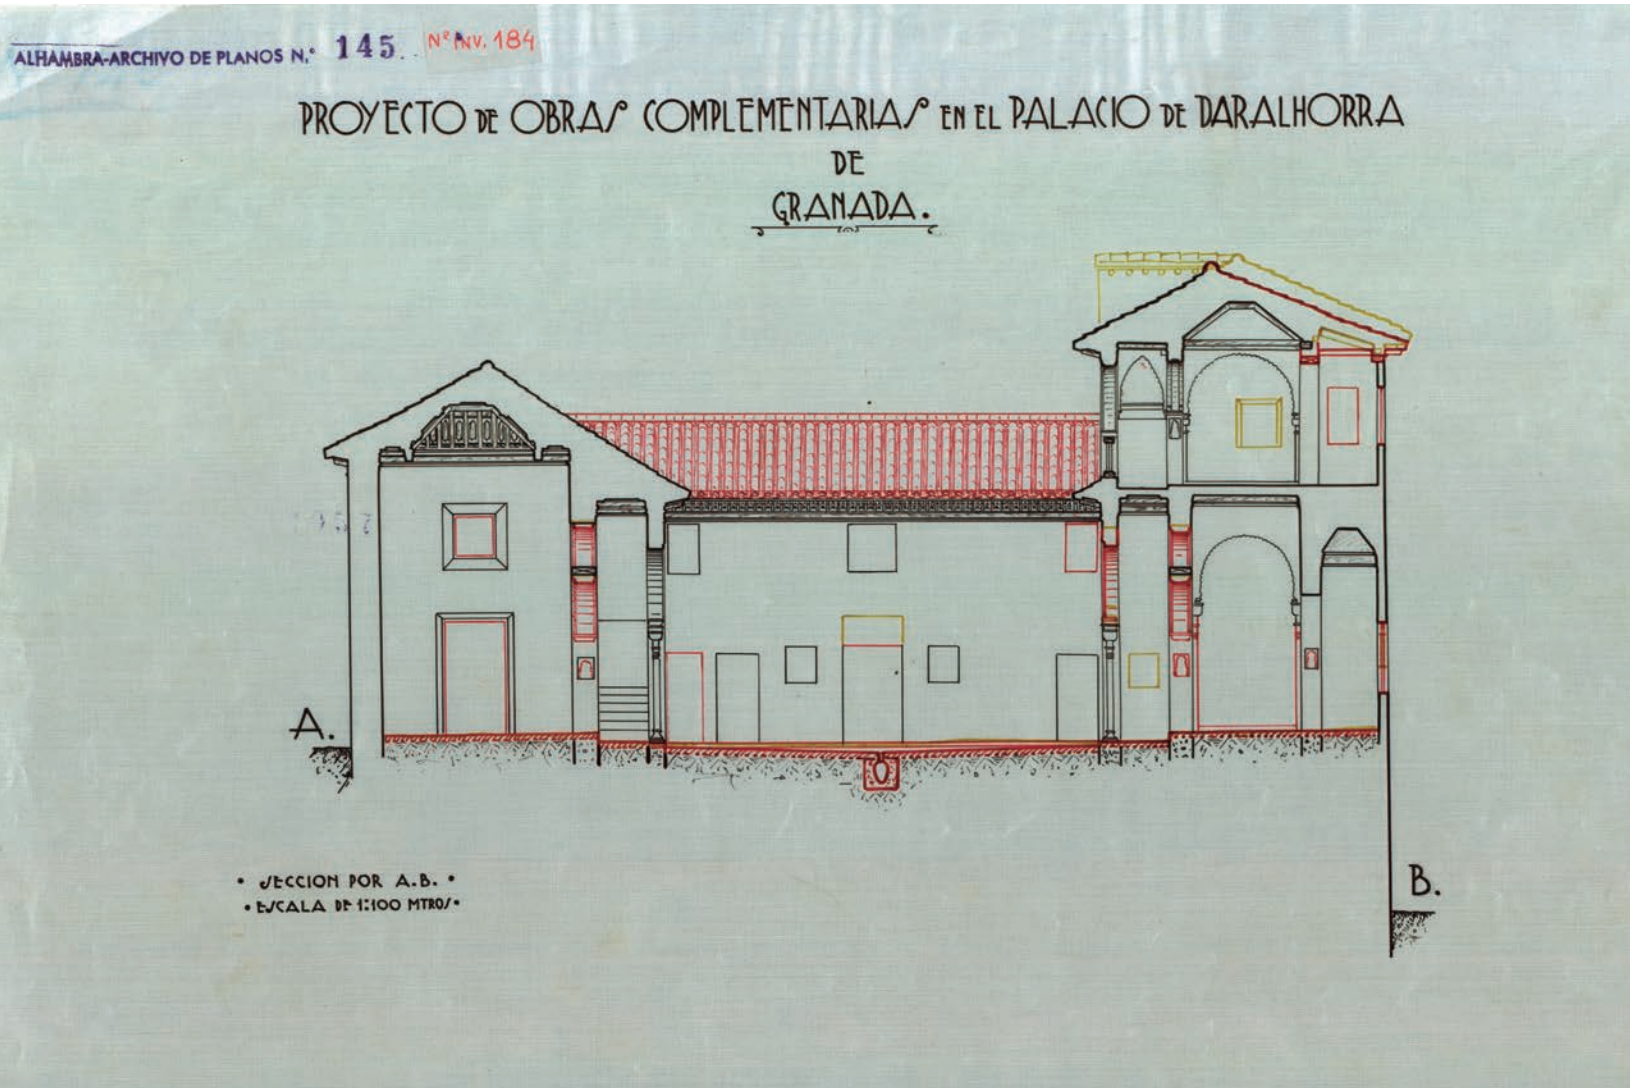 ALHAMBRA-ARCHIVO DE PLANOS N.º 145.
Nº INV. 184
PROYECTO DE OBRAS COMPLEMENTARIAS EN EL PALACIO DE DARALHORRA
DE
GRANADA.
A.
B.
• SECCION POR A.B. •
• ESCALA DE 1:100 MTROS •